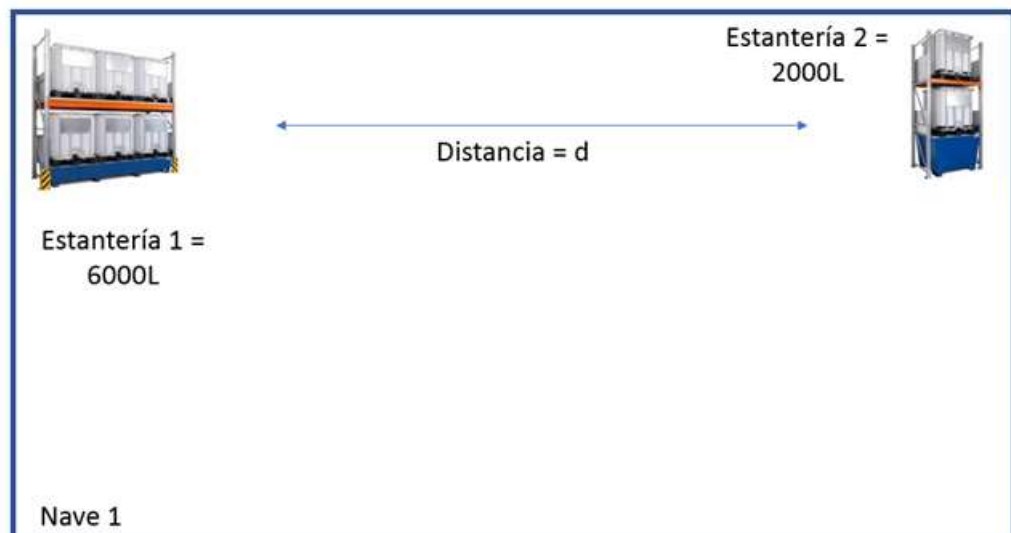 Estantería 2 =
2000L
Distancia = d
Estantería 1 =
6000L
Nave 1